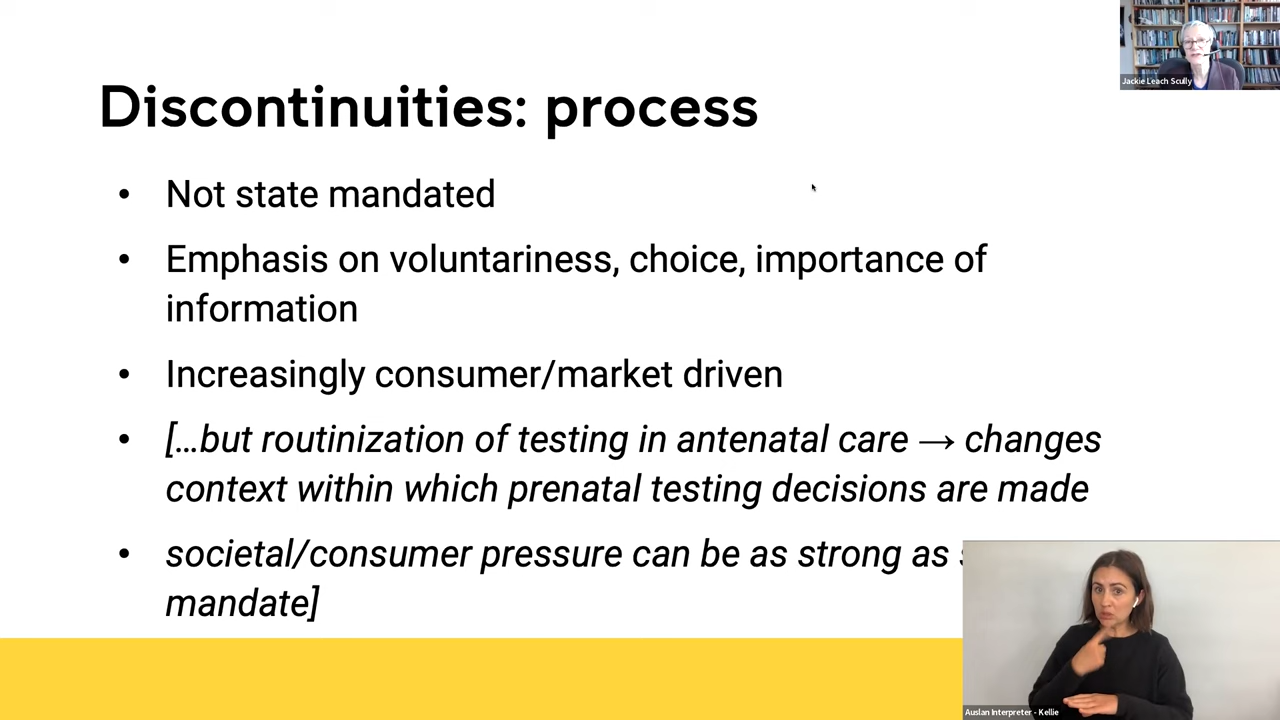 Discontinuities: process
• Not state mandated
• Emphasis on voluntariness, choice, importance of
information
• Increasingly consumer/market driven
• […but routinization of testing in antenatal care → changes
context within which prenatal testing decisions are made
• societal/consumer pressure can be as strong as
mandate]
Jackie Leach Scully
Auslan Interpreter - Kellie